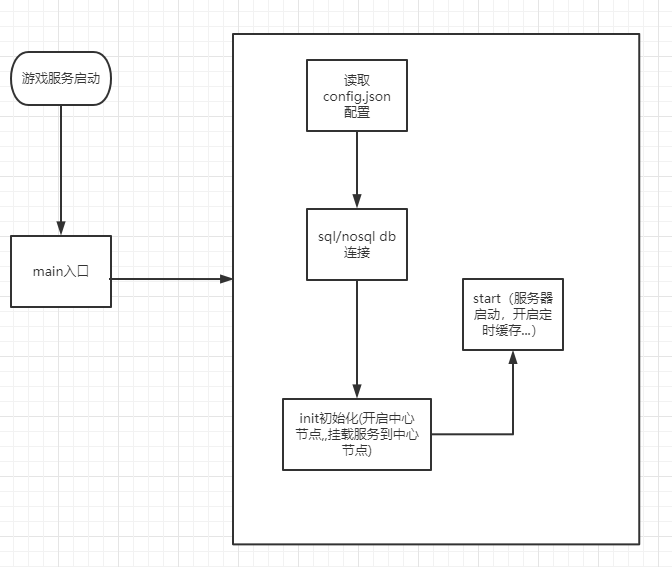 游戏服务启动
main入口
读取
config.json
配置
sql/nosql db
连接
init初始化(开启中心
节点,,挂载服务到中心
节点)
start（服务器
启动，开启定
时缓存...）